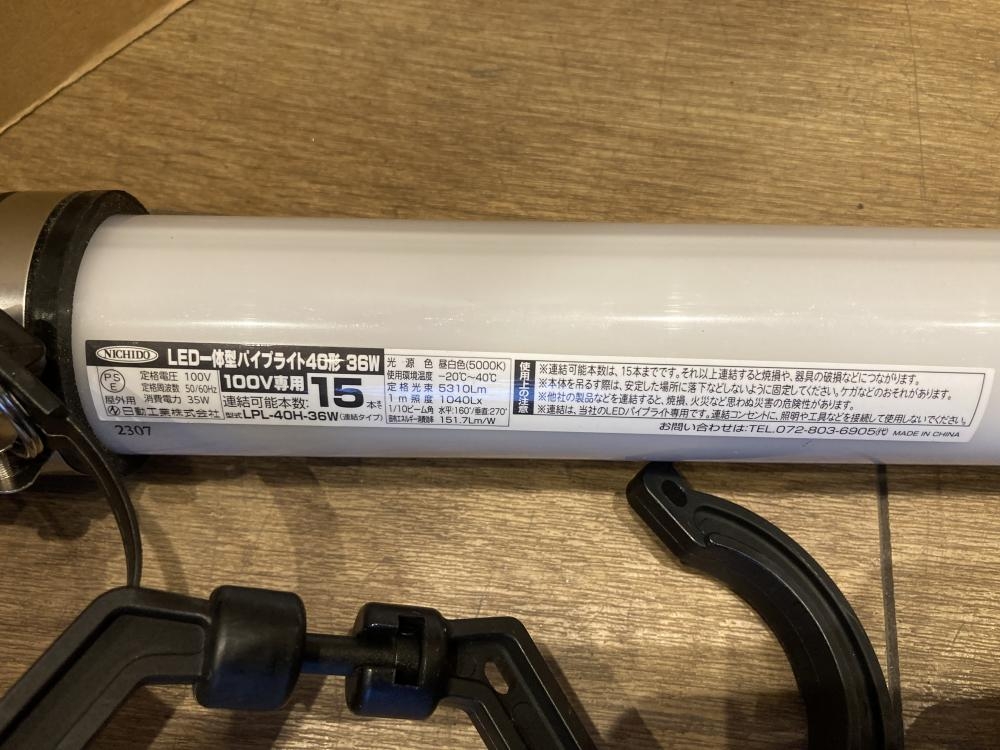 NICHIDO LED一体型パイプライト40形 36W
PS
E
屋外用
定格電圧 100V
定格周波数 50/60Hz
消費電力 35W
日動工業株式会社
100V専用
連結可能本数: 15本まで
型式 LPL-40H-36W(連結タイプ)
光源色 昼白色(5000K)
使用環境温度 -20℃~40℃
定格光束 5310Lm
1m照度 1040Lx
1/10ビーム角 水平:160°/垂直:270°
固有エネルギー消費効率 151.7Lm/W
使用上の注意
※連結可能本数は、15本までです。それ以上連結すると焼損や、器具の破損などにつながります。
※本体を吊る際は、安定した場所に落下などしないように固定してください。ケガなどのおそれがあります。
※他社の製品などを連結すると、焼損、火災など思わぬ災害の危険性があります。
※連結は、当社のLEDパイプライト専用です。連結コンセントに、照明や工具などを接続して使用しないでください。
お問い合わせは:TEL.072-803-6905㈹ MADE IN CHINA
2307